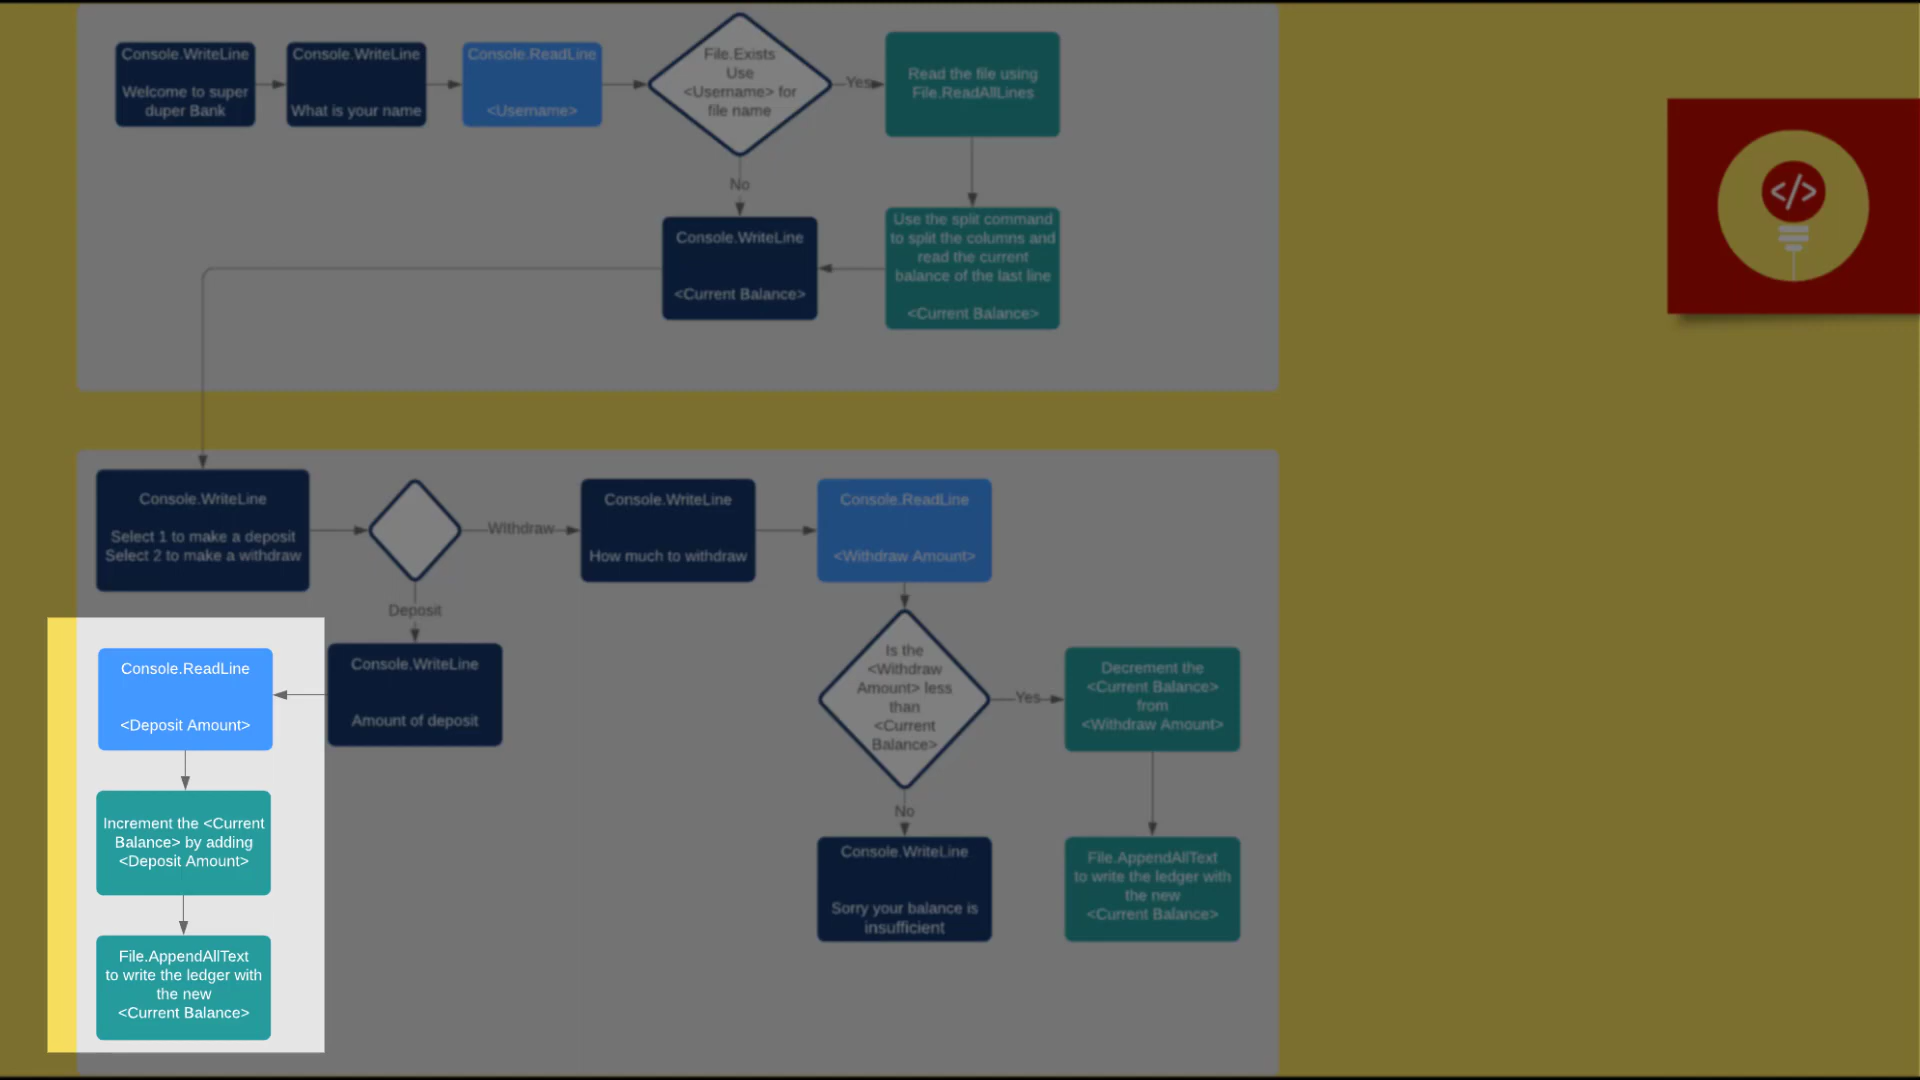 Console.WriteLine
Welcome to super
duper Bank
Console.WriteLine
What is your name
Console.ReadLine
<Username>
File.Exists
Use
<Username> for
file name
Yes
Read the file using
File.ReadAllLines
No
Console.WriteLine
<Current Balance>
Use the split command
to split the columns and
read the current
balance of the last line
<Current Balance>
Console.WriteLine
Select 1 to make a deposit
Select 2 to make a withdraw
Withdraw
Console.WriteLine
How much to withdraw
Console.ReadLine
<Withdraw Amount>
Deposit
Console.WriteLine
Amount of deposit
Console.ReadLine
<Deposit Amount>
Increment the <Current
Balance> by adding
<Deposit Amount>
File.AppendAllText
to write the ledger with
the new
<Current Balance>
Is the
<Withdraw
Amount> less
than
<Current
Balance>
Yes
Decrement the
<Current Balance>
from
<Withdraw Amount>
No
Console.WriteLine
Sorry your balance is
insufficient
File.AppendAllText
to write the ledger with
the new
<Current Balance>
</>